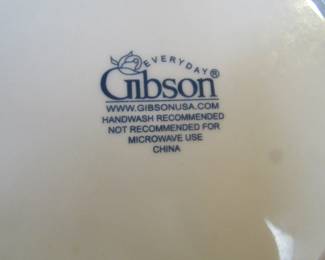 EVERYDAY
Gibson®
WWW.GIBSONUSA.COM
HANDWASH RECOMMENDED
NOT RECOMMENDED FOR
MICROWAVE USE
CHINA